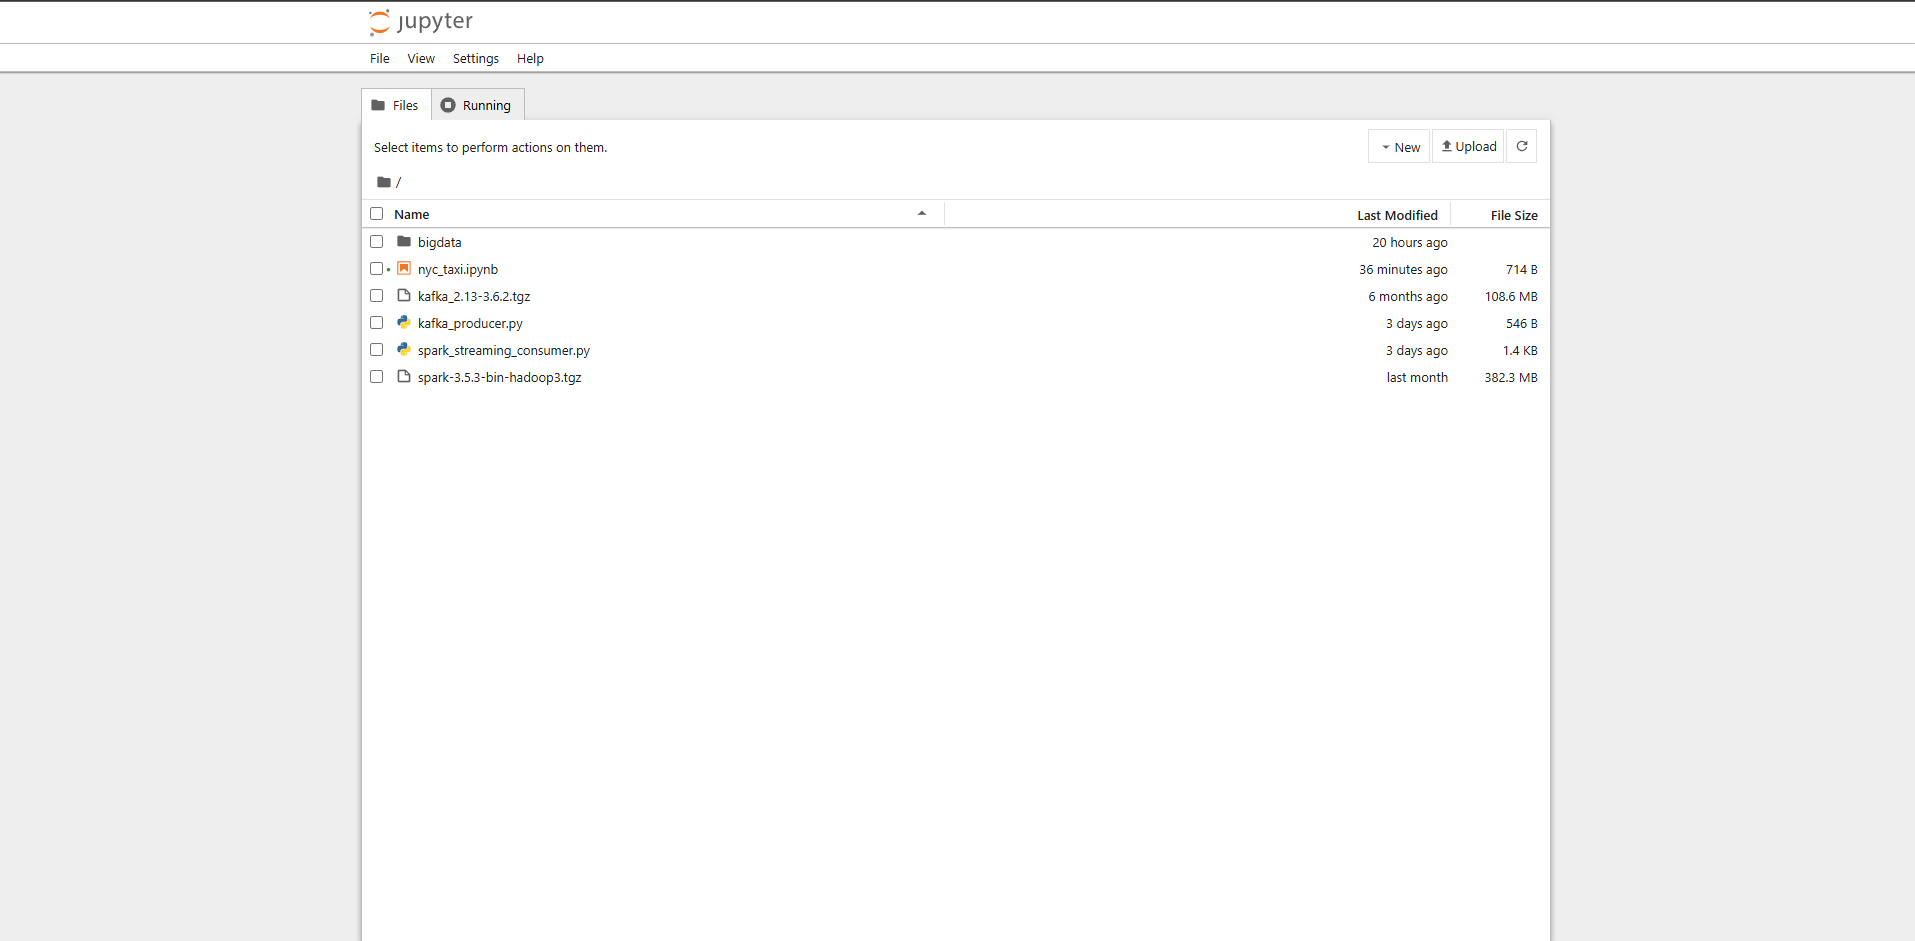 jupyter
File View Settings Help
Files Running
Select items to perform actions on them. New Upload
/
Name Last Modified File Size
bigdata 20 hours ago
nyc_taxi.ipynb 36 minutes ago 714 B
kafka_2.13-3.6.2.tgz 6 months ago 108.6 MB
kafka_producer.py 3 days ago 546 B
spark_streaming_consumer.py 3 days ago 1.4 KB
spark-3.5.3-bin-hadoop3.tgz last month 382.3 MB